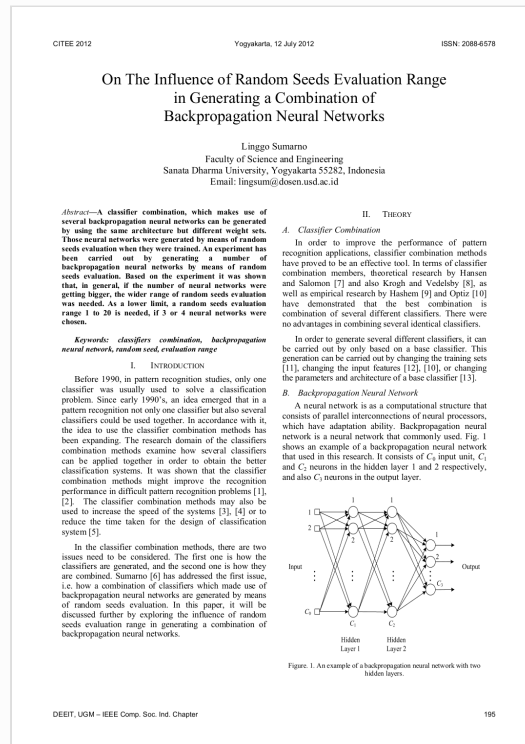 CITEE 2012 Yogyakarta, 12 July 2012 ISSN: 2088-6578
On The Influence of Random Seeds Evaluation Range
in Generating a Combination of
Backpropagation Neural Networks
Linggo Sumarno
Faculty of Science and Engineering
Sanata Dharma University, Yogyakarta 55282, Indonesia
Email: lingsum@dosen.usd.ac.id
Abstract—A classifier combination, which makes use of
several backpropagation neural networks can be generated
by using the same architecture but different weight sets.
Those neural networks were generated by means of random
seeds evaluation when they were trained. An experiment has
been carried out by generating a number of
backpropagation neural networks by means of random
seeds evaluation. Based on the experiment it was shown
that, in general, if the number of neural networks were
getting bigger, the wider range of random seeds evaluation
was needed. As a lower limit, a random seeds evaluation
range 1 to 20 is needed, if 3 or 4 neural networks were
chosen.
Keywords: classifiers combination, backpropagation
neural network, random seed, evaluation range
I. INTRODUCTION
Before 1990, in pattern recognition studies, only one
classifier was usually used to solve a classification
problem. Since early 1990's, an idea emerged that in a
pattern recognition not only one classifier but also several
classifiers could be used together. In accordance with it,
the idea to use the classifier combination methods has
been expanding. The research domain of the classifiers
combination methods examine how several classifiers
can be applied together in order to obtain the better
classification systems. It was shown that the classifier
combination methods might improve the recognition
performance in difficult pattern recognition problems [1],
[2]. The classifier combination methods may also be
used to increase the speed of the systems [3], [4] or to
reduce the time taken for the design of classification
system [5].
In the classifier combination methods, there are two
issues need to be considered. The first one is how the
classifiers are generated, and the second one is how they
are combined. Sumarno [6] has addressed the first issue,
i.e. how a combination of classifiers which made use of
backpropagation neural networks are generated by means
of random seeds evaluation. In this paper, it will be
discussed further by exploring the influence of random
seeds evaluation range in generating a combination of
backpropagation neural networks.
II. THEORY
A. Classifier Combination
In order to improve the performance of pattern
recognition applications, classifier combination methods
have proved to be an effective tool. In terms of classifier
combination members, theoretical research by Hansen
and Salomon [7] and also Krogh and Vedelsby [8], as
well as empirical research by Hashem [9] and Optiz [10]
have demonstrated that the best combination is
combination of several different classifiers. There were
no advantages in combining several identical classifiers.
In order to generate several different classifiers, it can
be carried out by only based on a base classifier. This
generation can be carried out by changing the training sets
[11], changing the input features [12], [10], or changing
the parameters and architecture of a base classifier [13].
B. Backpropagation Neural Network
A neural network is as a computational structure that
consists of parallel interconnections of neural processors,
which have adaptation ability. Backpropagation neural
network is a neural network that commonly used. Fig. 1
shows an example of a backpropagation neural network
that used in this research. It consists of C0 input unit, C1
and C2 neurons in the hidden layer 1 and 2 respectively,
and also C3 neurons in the output layer.
1 1
1 1
2 2 2 2
Input Output
C3
C0
C1 C2
Hidden Hidden
Layer 1 Layer 2
Figure. 1. An example of a backpropagation neural network with two
hidden layers.
DEEIT, UGM – IEEE Comp. Soc. Ind. Chapter 195